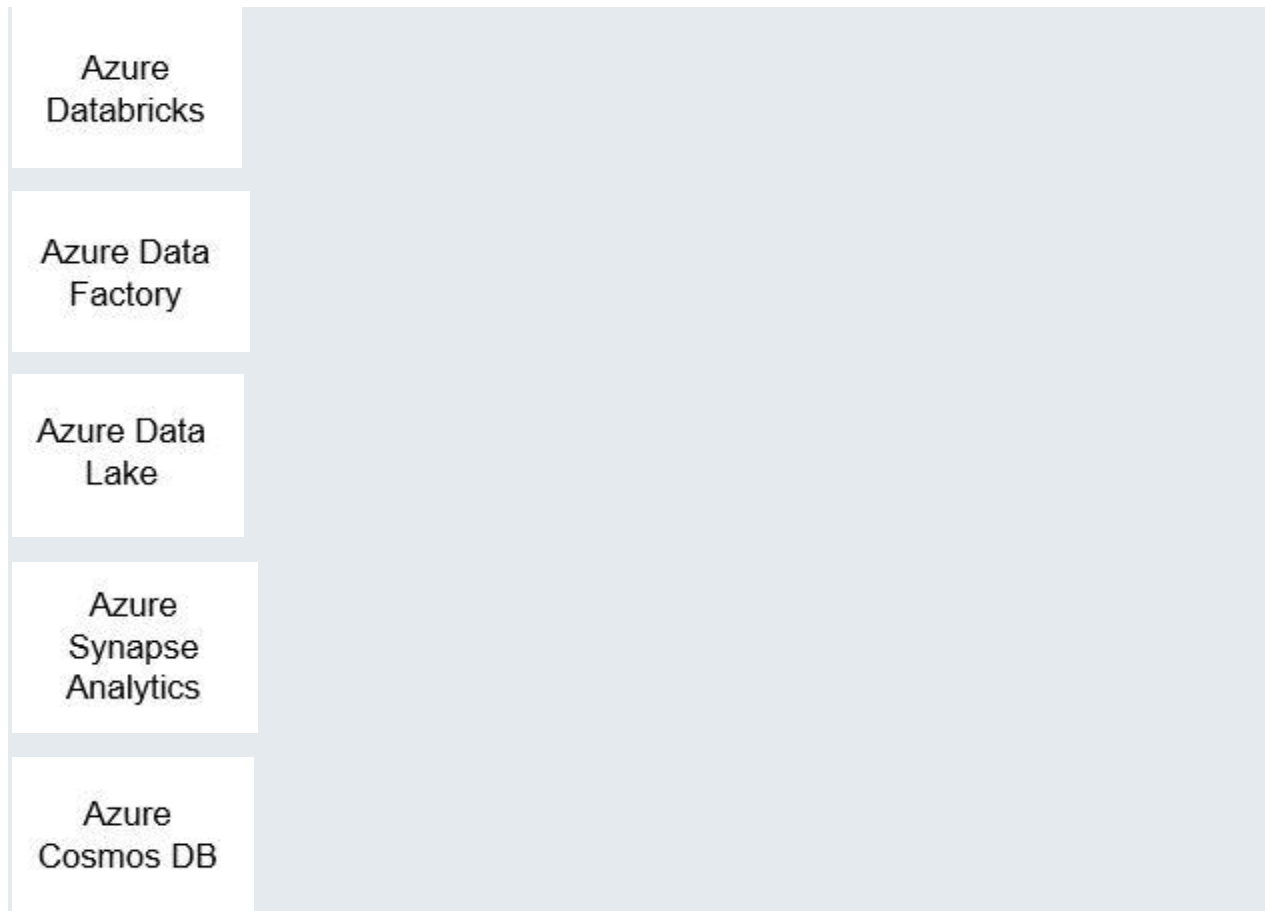 Azure
Databricks
Azure Data
Factory
Azure Data
Lake
Azure
Synapse
Analytics
Azure
Cosmos DB